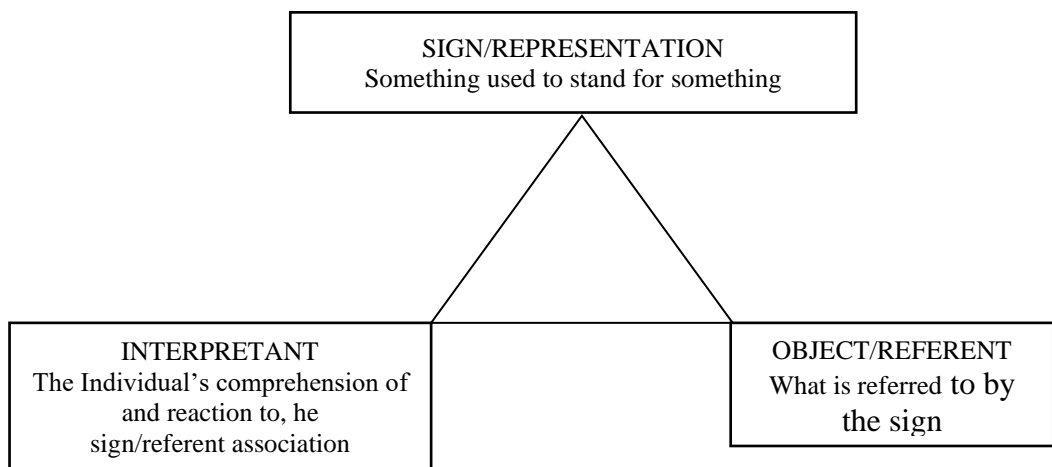 SIGN/REPRESENTATION
Something used to stand for something
INTERPRETANT
The Individual’s comprehension of
and reaction to, he
sign/referent association
OBJECT/REFERENT
What is referred to by
the sign